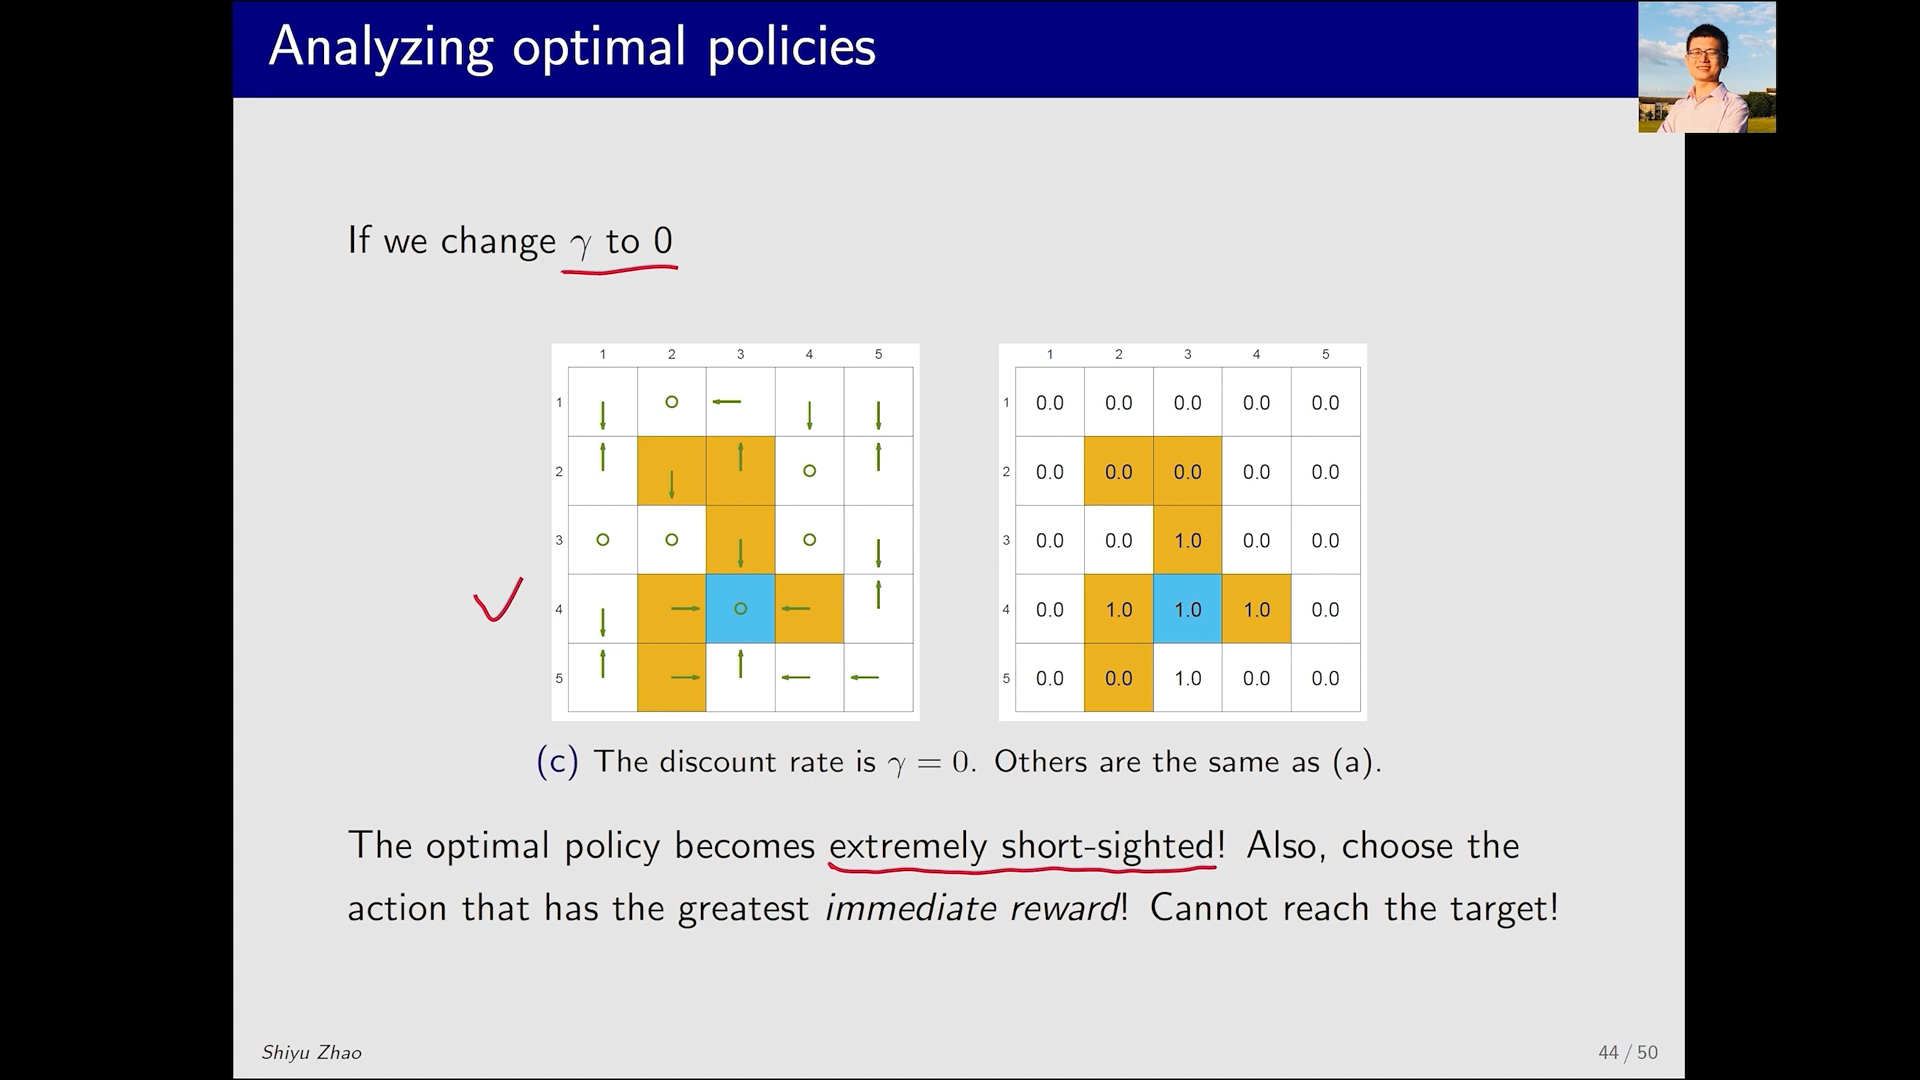 Analyzing optimal policies
If we change γ to 0
1 2 3 4 5
1
2
3
4
5
1 2 3 4 5
1 0.0 0.0 0.0 0.0 0.0
2 0.0 0.0 0.0 0.0 0.0
3 0.0 0.0 1.0 0.0 0.0
4 0.0 1.0 1.0 1.0 0.0
5 0.0 0.0 1.0 0.0 0.0
(c) The discount rate is γ = 0. Others are the same as (a).
The optimal policy becomes extremely short-sighted! Also, choose the
action that has the greatest immediate reward! Cannot reach the target!
Shiyu Zhao
44 / 50